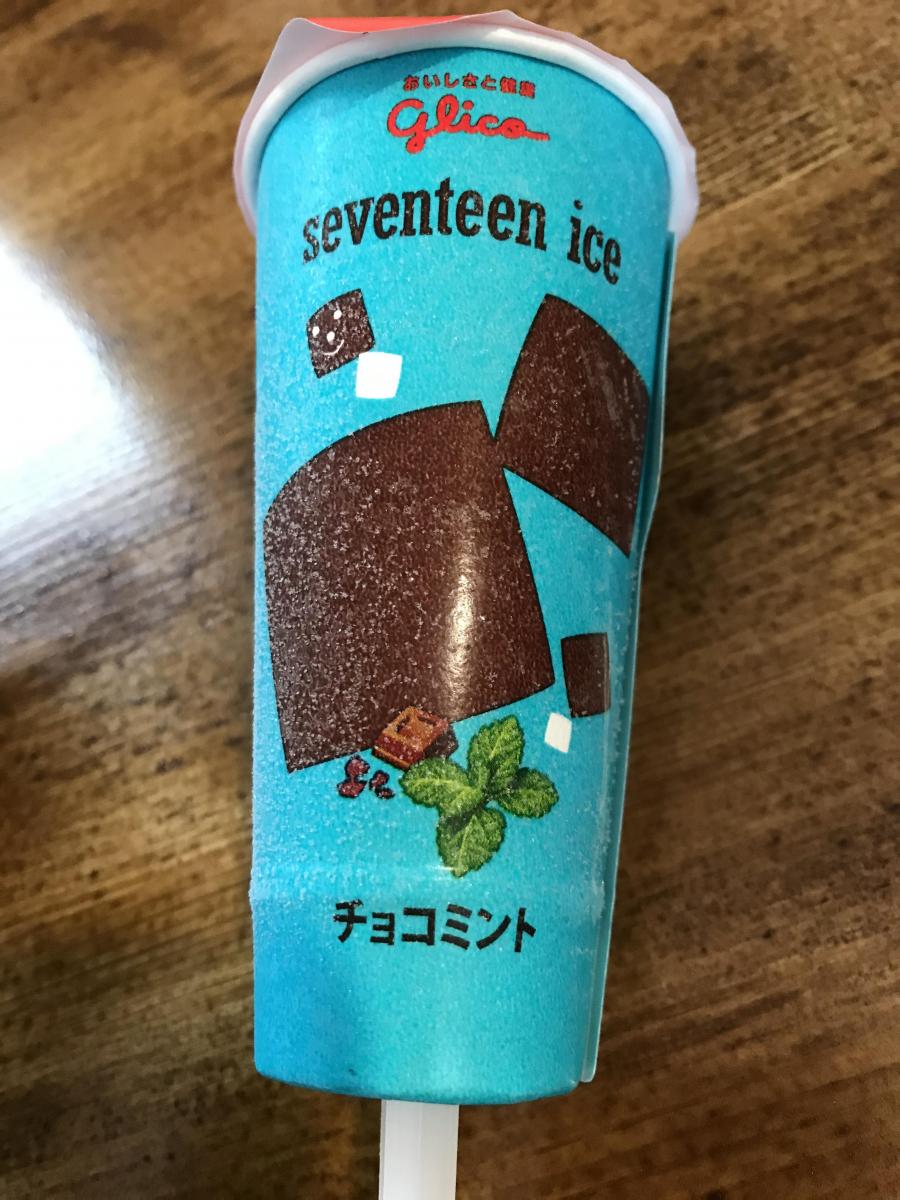 おいしさと健康
Glico
seventeen ice
チョコミント